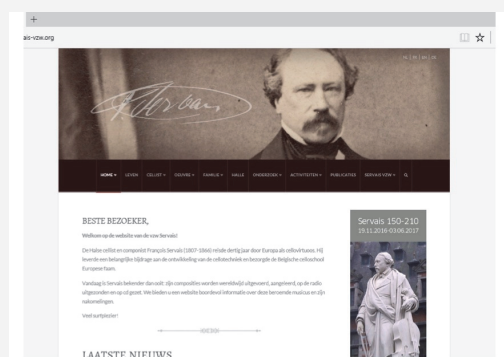 ais-vzw.org
NL | FR | EN | DE
HOME LEVEN CELLIST OEUVRE FAMILIE HALLE ONDERZOEK ACTIVITEITEN PUBLICATIES SERVAIS VZW
BESTE BEZOEKER,
Welkom op de website van de vzw Servais!
De Halse cellist en componist François Servais (1807-1866) reisde dertig jaar door Europa als cellovirtuoos. Hij
leverde een belangrijke bijdrage aan de ontwikkeling van de cellotechniek en bezorgde de Belgische celloschool
Europese faam.
Vandaag is Servais bekender dan ooit: zijn composities worden wereldwijd uitgevoerd, aangeleerd, op de radio
uitgezonden en op cd gezet. We bieden u een website boordevol informatie over deze beroemde musicus en zijn
nakomelingen.
Veel surfplezier!
LAATSTE NIEUWS
Servais 150-210
19.11.2016-03.06.2017